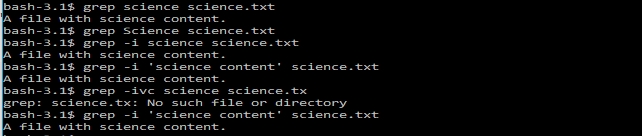 bash-3.1$ grep science science.txt
A file with science content.
bash-3.1$ grep Science science.txt
bash-3.1$ grep -i science science.txt
A file with science content.
bash-3.1$ grep -i 'science content' science.txt
A file with science content.
bash-3.1$ grep -ivc science science.tx
grep: science.tx: No such file or directory
bash-3.1$ grep -i 'science content' science.txt
A file with science content.